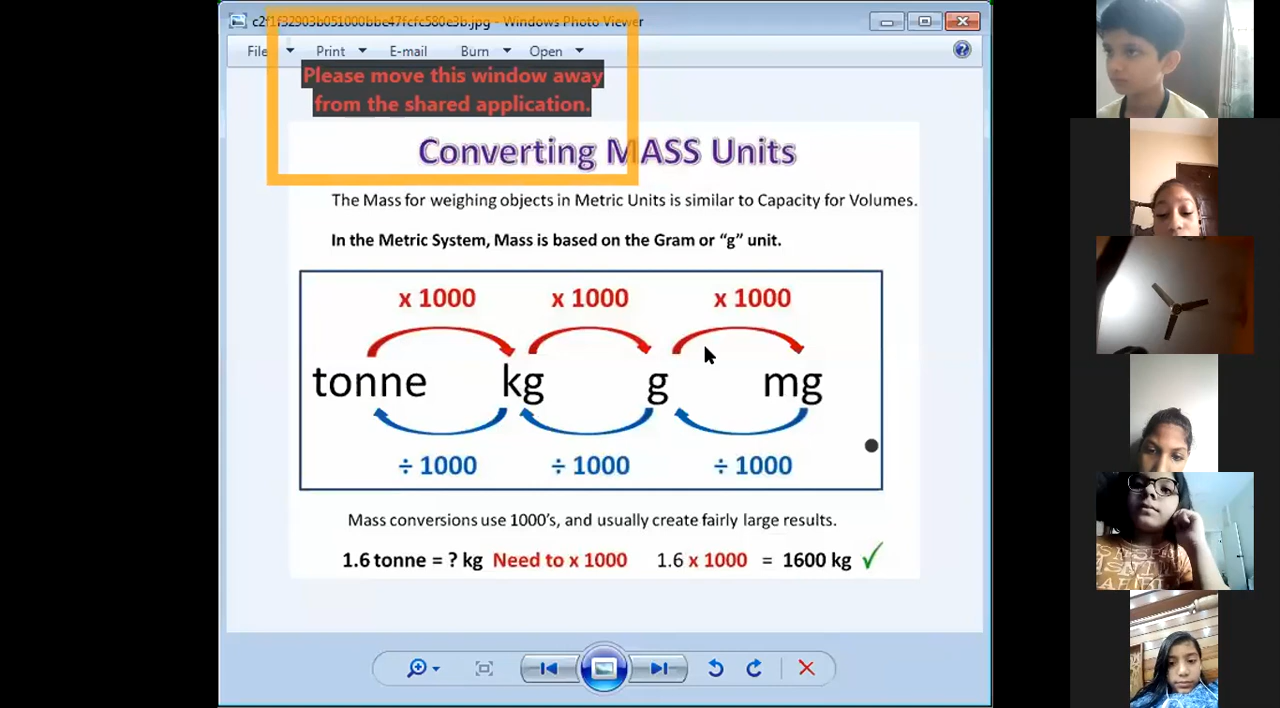 c2f1f32903b051000bbc47fcfc580e3b.jpg - Windows Photo Viewer
File Print E-mail Burn Open
Please move this window away
from the shared application.
Converting MASS Units
The Mass for weighing objects in Metric Units is similar to Capacity for Volumes.
In the Metric System, Mass is based on the Gram or “g” unit.
x 1000 x 1000 x 1000
tonne kg g mg
÷ 1000 ÷ 1000 ÷ 1000
Mass conversions use 1000’s, and usually create fairly large results.
1.6 tonne = ? kg Need to x 1000 1.6 x 1000 = 1600 kg ✓